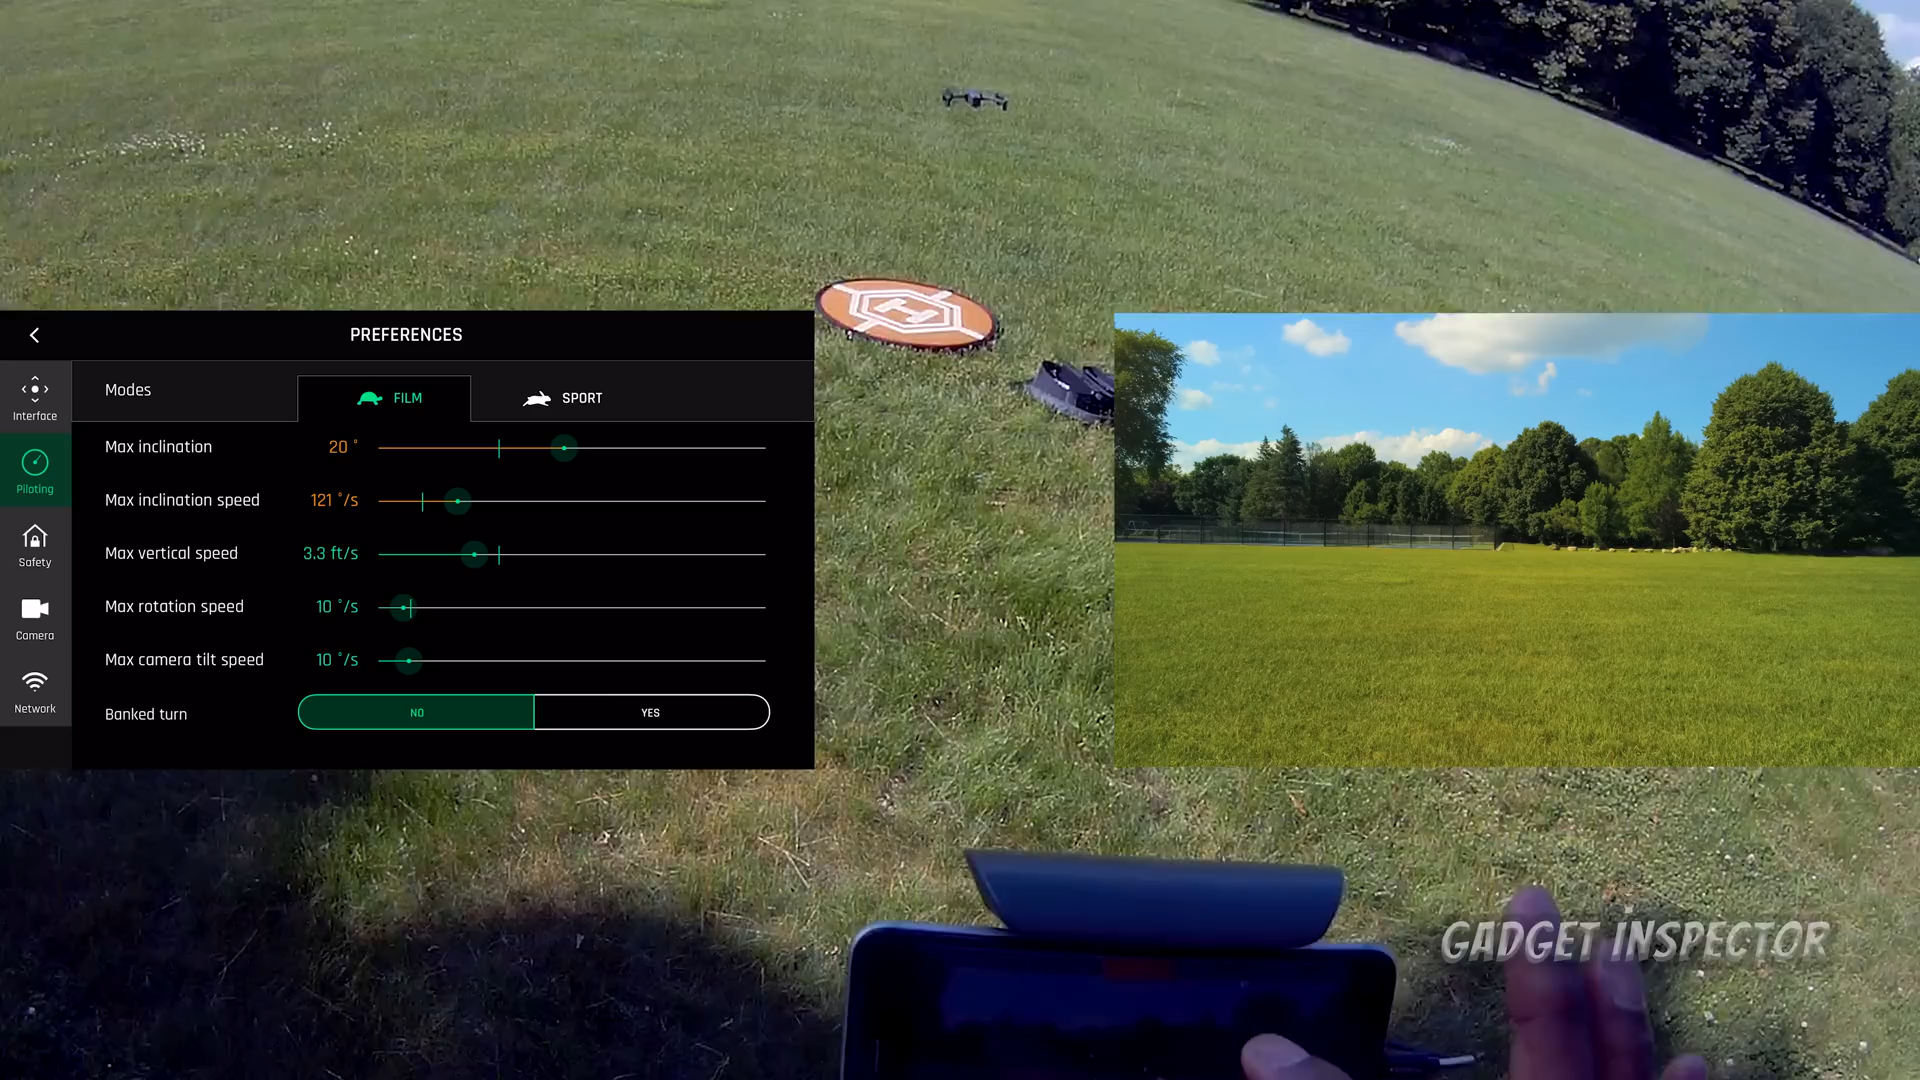 PREFERENCES
Modes
FILM
SPORT
Interface
Max inclination
20 °
Max inclination speed
121 °/s
Piloting
Max vertical speed
3.3 ft/s
Safety
Max rotation speed
10 °/s
Camera
Max camera tilt speed
10 °/s
Network
Banked turn
NO
YES
H
GADGET INSPECTOR